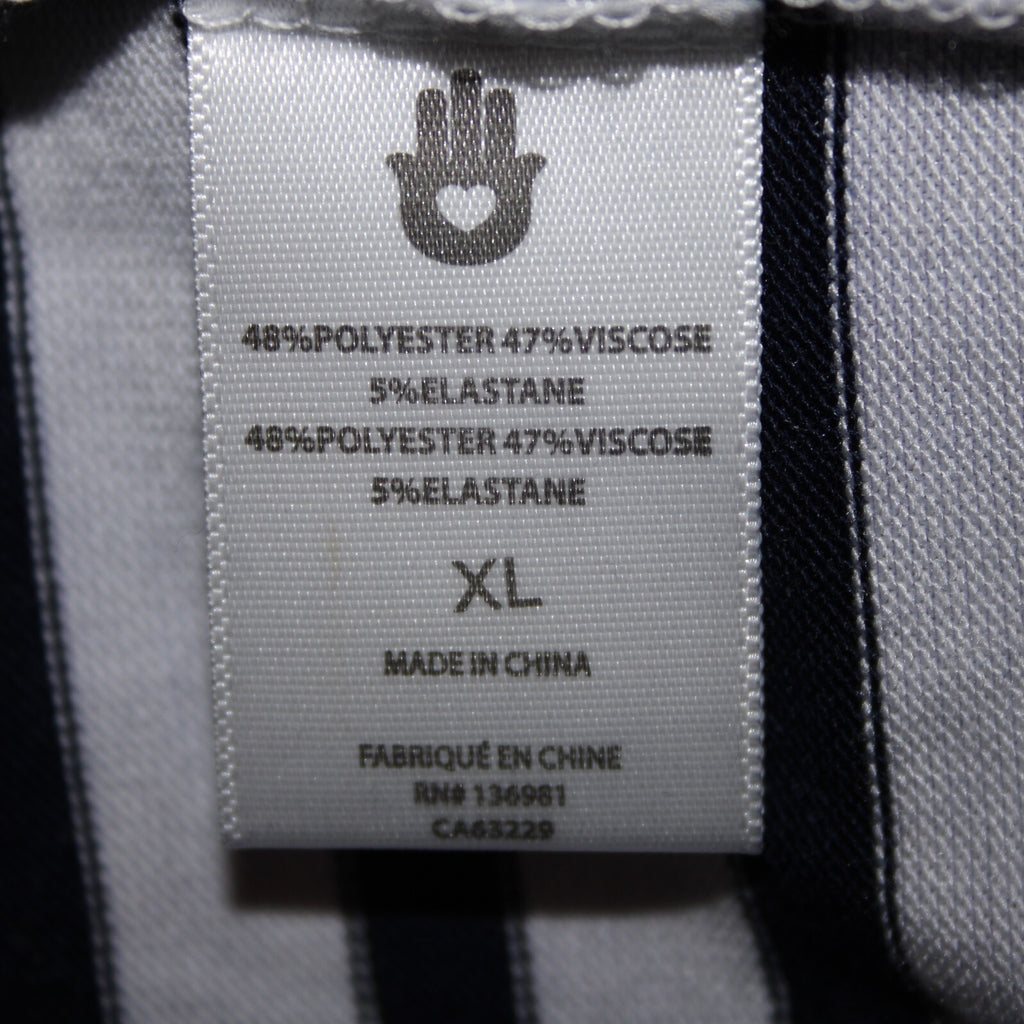 48%POLYESTER 47%VISCOSE
5%ELASTANE
48%POLYESTER 47%VISCOSE
5%ELASTANE
XL
MADE IN CHINA
FABRIQUÉ EN CHINE
RN# 136981
CA63229